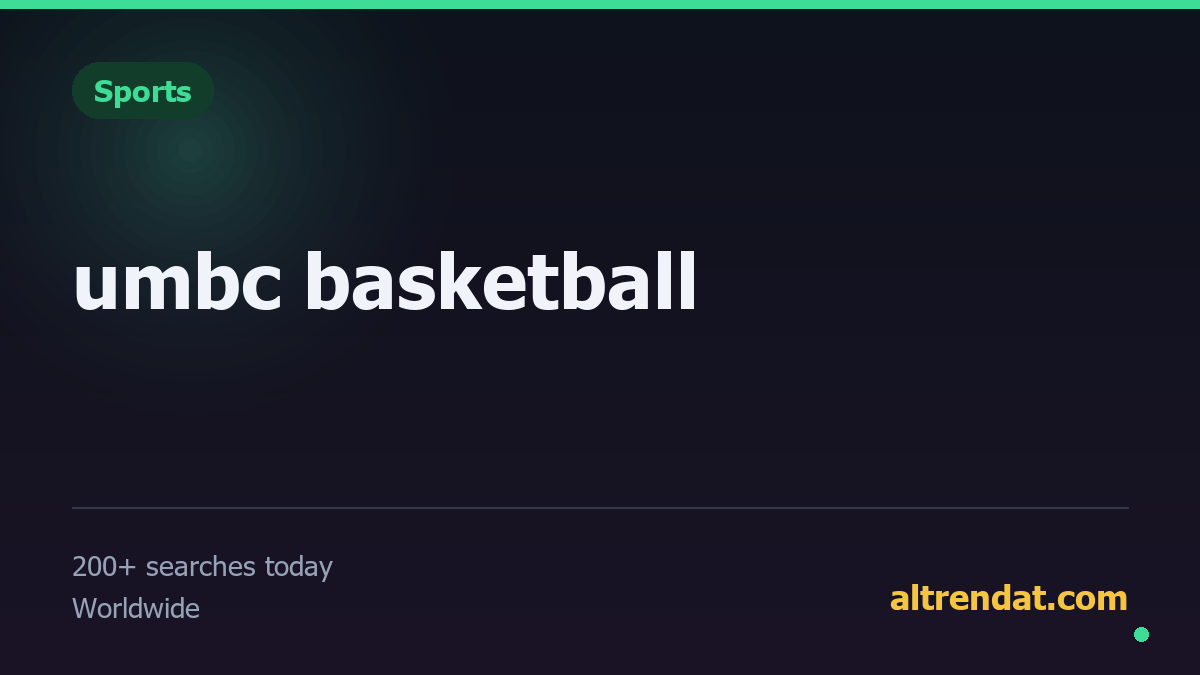 Sports
umbc basketball
200+ searches today
Worldwide
altrendat.com